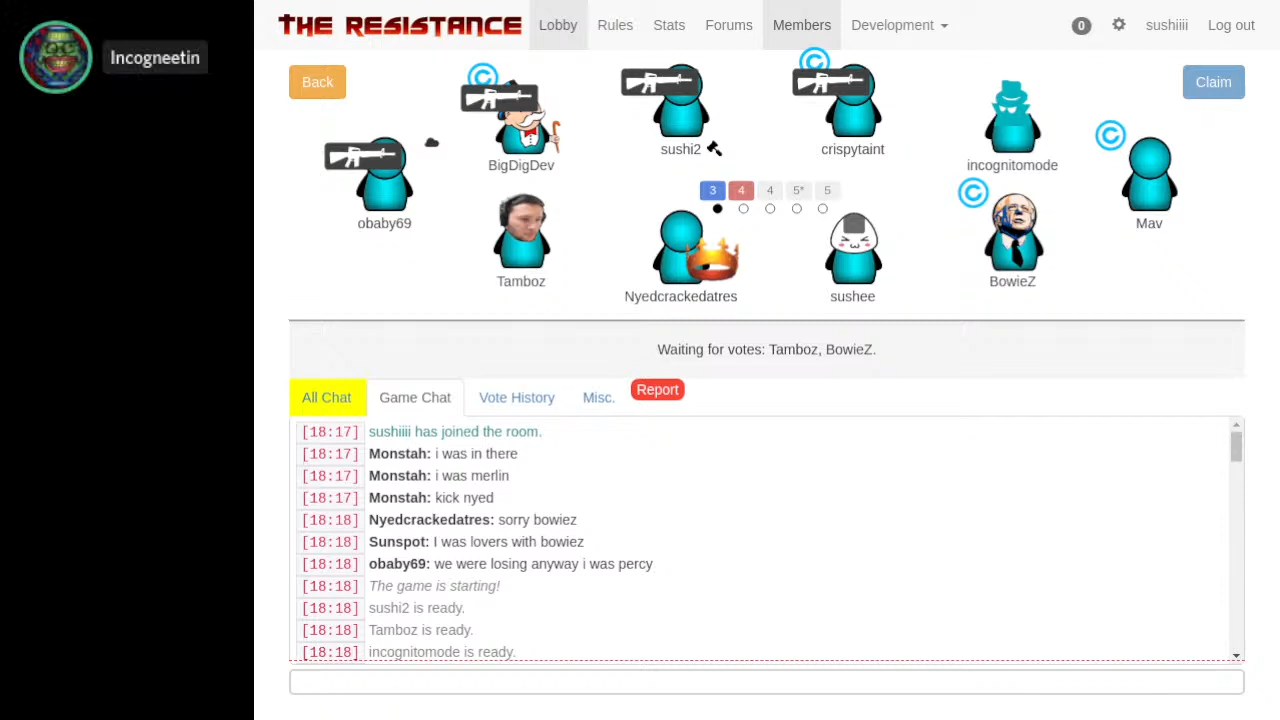 Incogneetin
THE RESISTANCE
Lobby
Rules
Stats
Forums
Members
Development
0
sushiiii
Log out
Back
Claim
BigDigDev
sushi2
crispytaint
incognitomode
obaby69
Mav
3 4 4 5* 5
Tamboz
Nyedcrackedatres
sushee
BowieZ
Waiting for votes: Tamboz, BowieZ.
All Chat
Game Chat
Vote History
Misc.
Report
[18:17] sushiiii has joined the room.
[18:17] Monstah: i was in there
[18:17] Monstah: i was merlin
[18:17] Monstah: kick nyed
[18:18] Nyedcrackedatres: sorry bowiez
[18:18] Sunspot: I was lovers with bowiez
[18:18] obaby69: we were losing anyway i was percy
[18:18] The game is starting!
[18:18] sushi2 is ready.
[18:18] Tamboz is ready.
[18:18] incognitomode is ready.